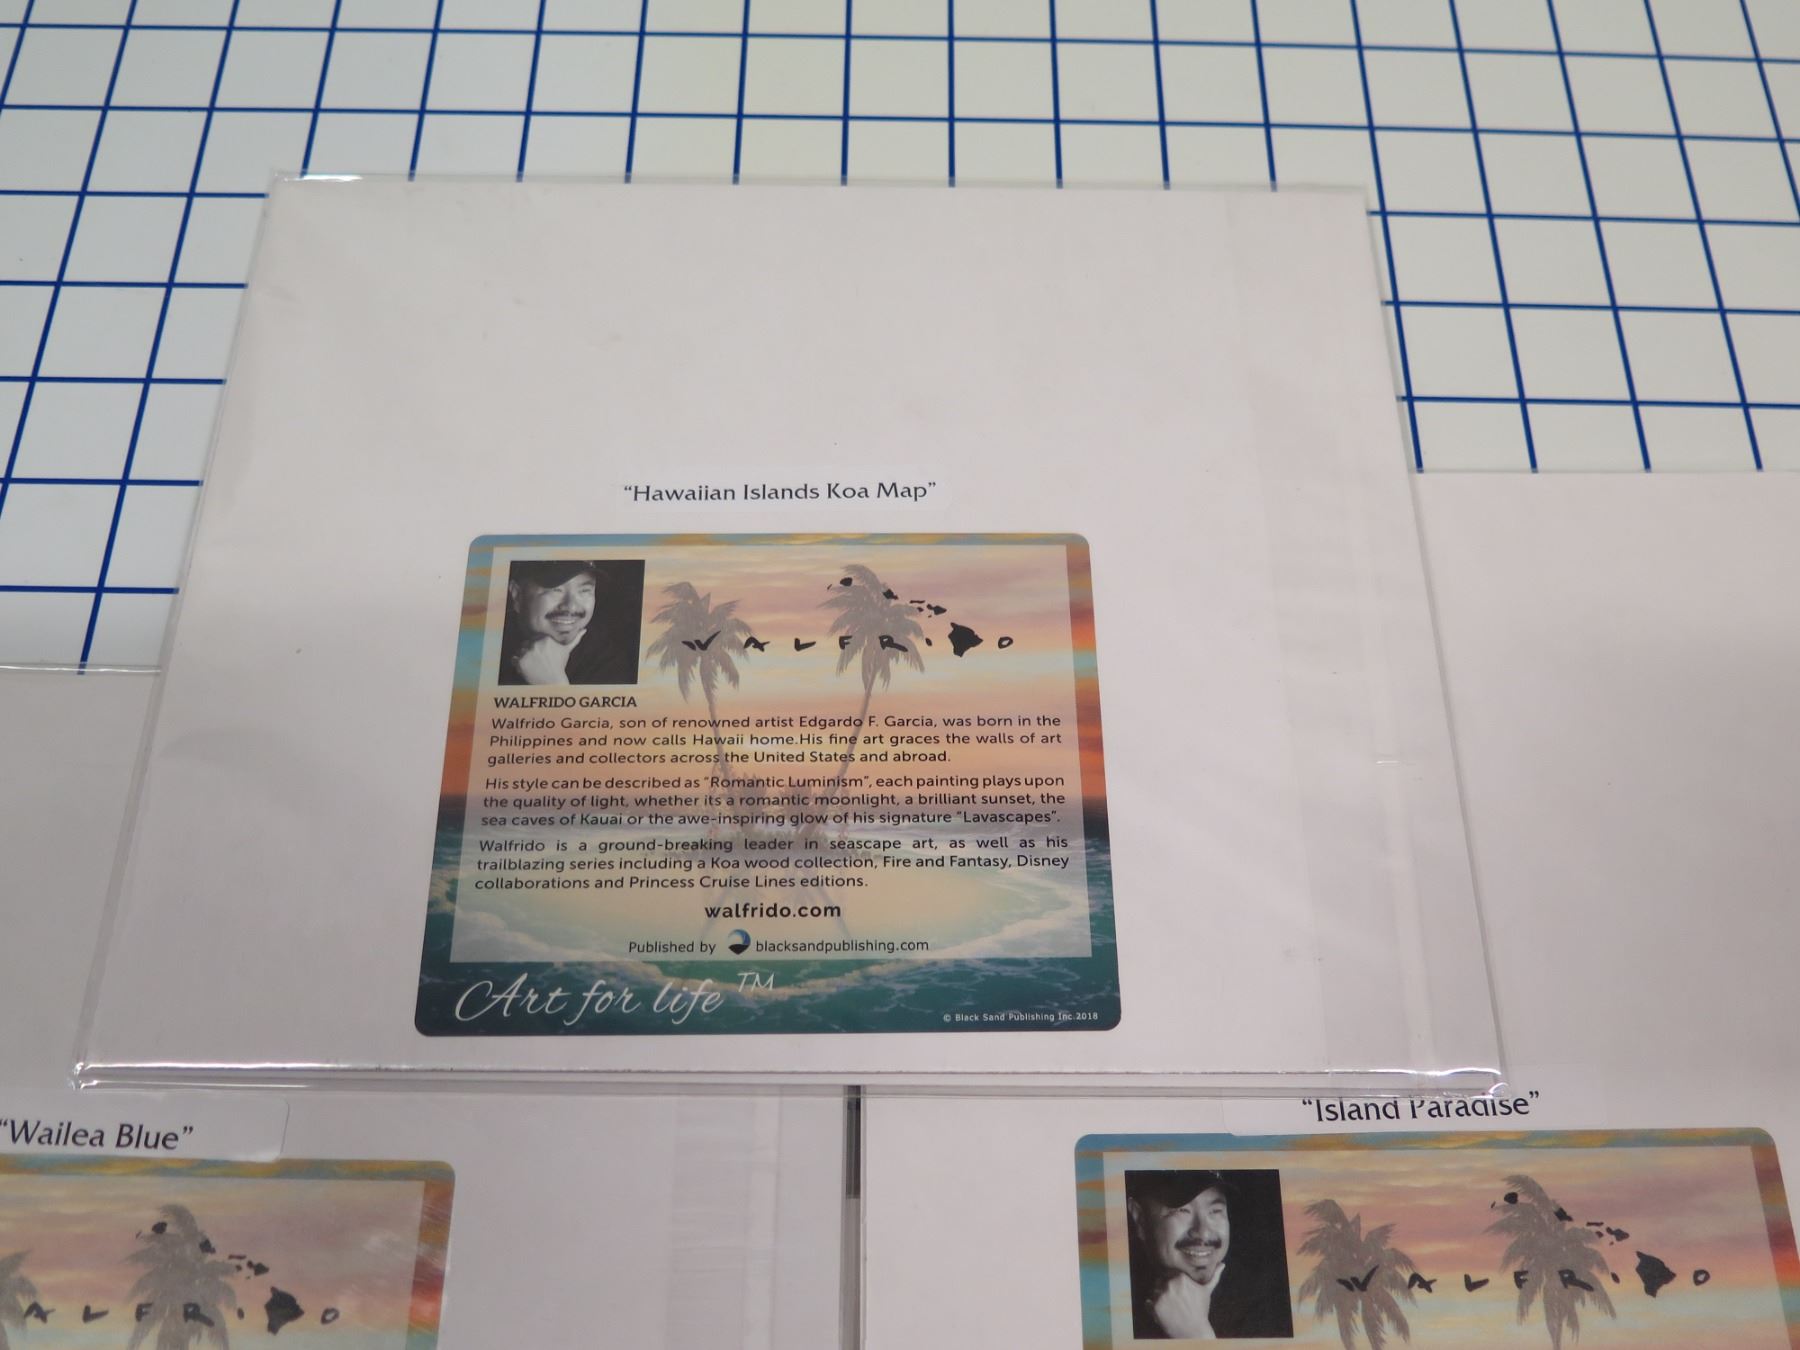 “Hawaiian Islands Koa Map”
WALFRIDO
WALFRIDO GARCIA
Walfrido Garcia, son of renowned artist Edgardo F. Garcia, was born in the
Philippines and now calls Hawaii home.His fine art graces the walls of art
galleries and collectors across the United States and abroad.
His style can be described as "Romantic Luminism", each painting plays upon
the quality of light, whether its a romantic moonlight, a brilliant sunset, the
sea caves of Kauai or the awe-inspiring glow of his signature "Lavascapes".
Walfrido is a ground-breaking leader in seascape art, as well as his
trailblazing series including a Koa wood collection, Fire and Fantasy, Disney
collaborations and Princess Cruise Lines editions.
walfrido.com
Published by blacksandpublishing.com
Art for life TM
© Black Sand Publishing Inc.2018
“Wailea Blue”
ALFRIDO
“Island Paradise”
WALFRIDO